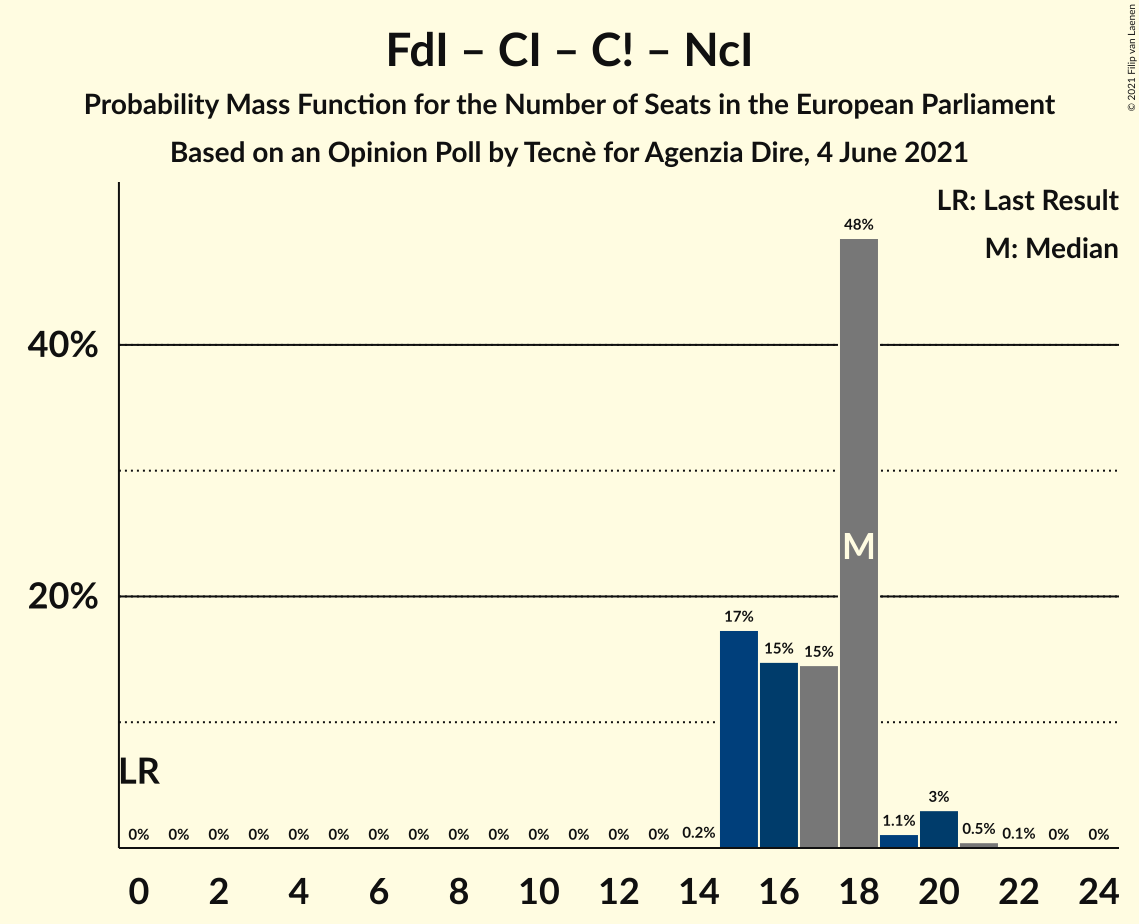 FdI – CI – C! – NcI
Probability Mass Function for the Number of Seats in the European Parliament
Based on an Opinion Poll by Tecnè for Agenzia Dire, 4 June 2021
© 2021 Filip van Laenen
LR: Last Result
M: Median
48%
40%
M
20%
17%
15%
15%
LR
3%
1.1%
0.5%
0% 0% 0% 0% 0% 0% 0% 0% 0% 0% 0% 0% 0% 0% 0.2% 0.1% 0% 0%
0 2 4 6 8 10 12 14 16 18 20 22 24